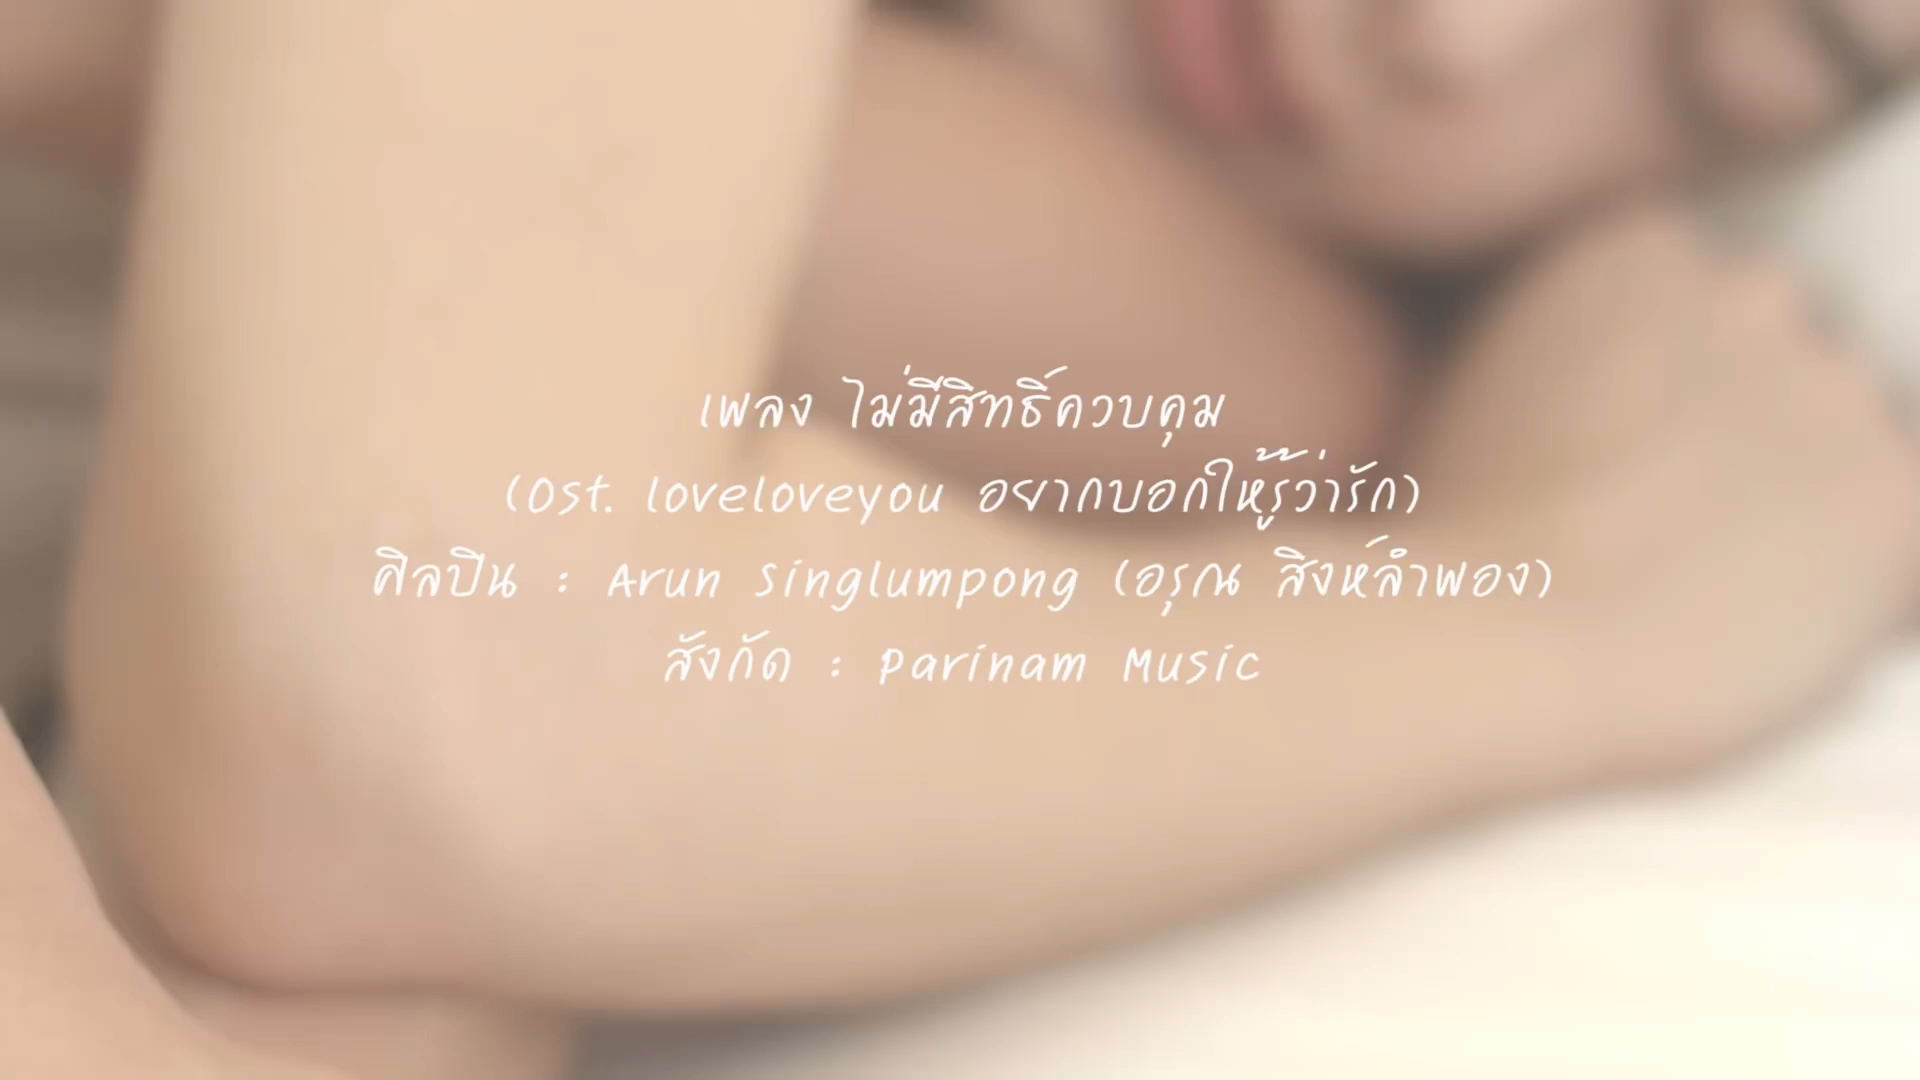 เพลง ไม่มีสิทธิ์ควบคุม
(Ost. loveloveyou อยากบอกให้รู้ว่ารัก)
ศิลปิน : Arun Singlumpong (อรุณ สิงห์ลำพอง)
สังกัด : Parinam Music